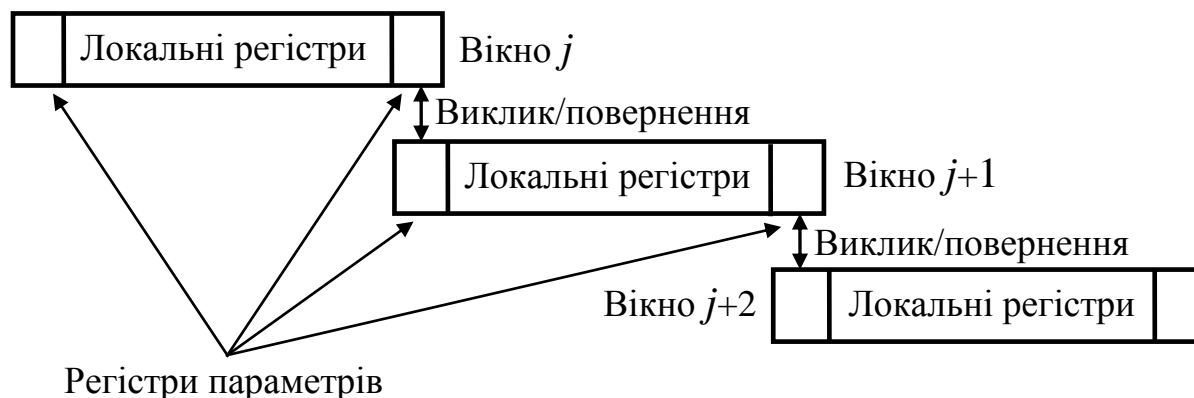 Локальні регістри
Вікно j
Виклик/повернення
Локальні регістри
Вікно j+1
Виклик/повернення
Вікно j+2
Локальні регістри
Регістри параметрів